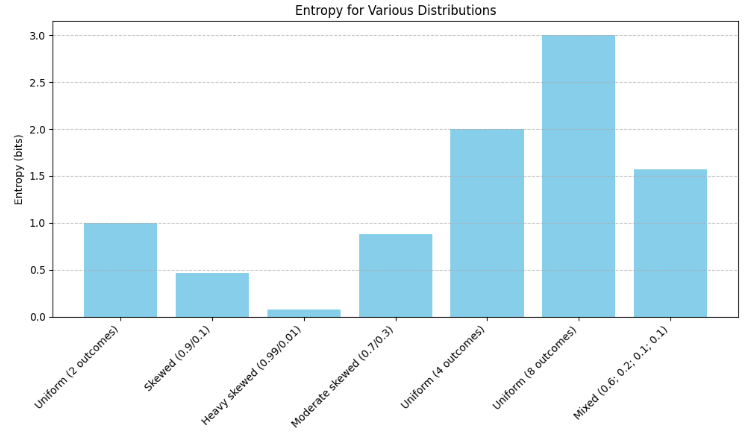 Entropy for Various Distributions
Entropy (bits)
3.0
2.5
2.0
1.5
1.0
0.5
0.0
Uniform (2 outcomes)
Skewed (0.9/0.1)
Heavy skewed (0.99/0.01)
Moderate skewed (0.7/0.3)
Uniform (4 outcomes)
Uniform (8 outcomes)
Mixed (0.6; 0.2; 0.1; 0.1)